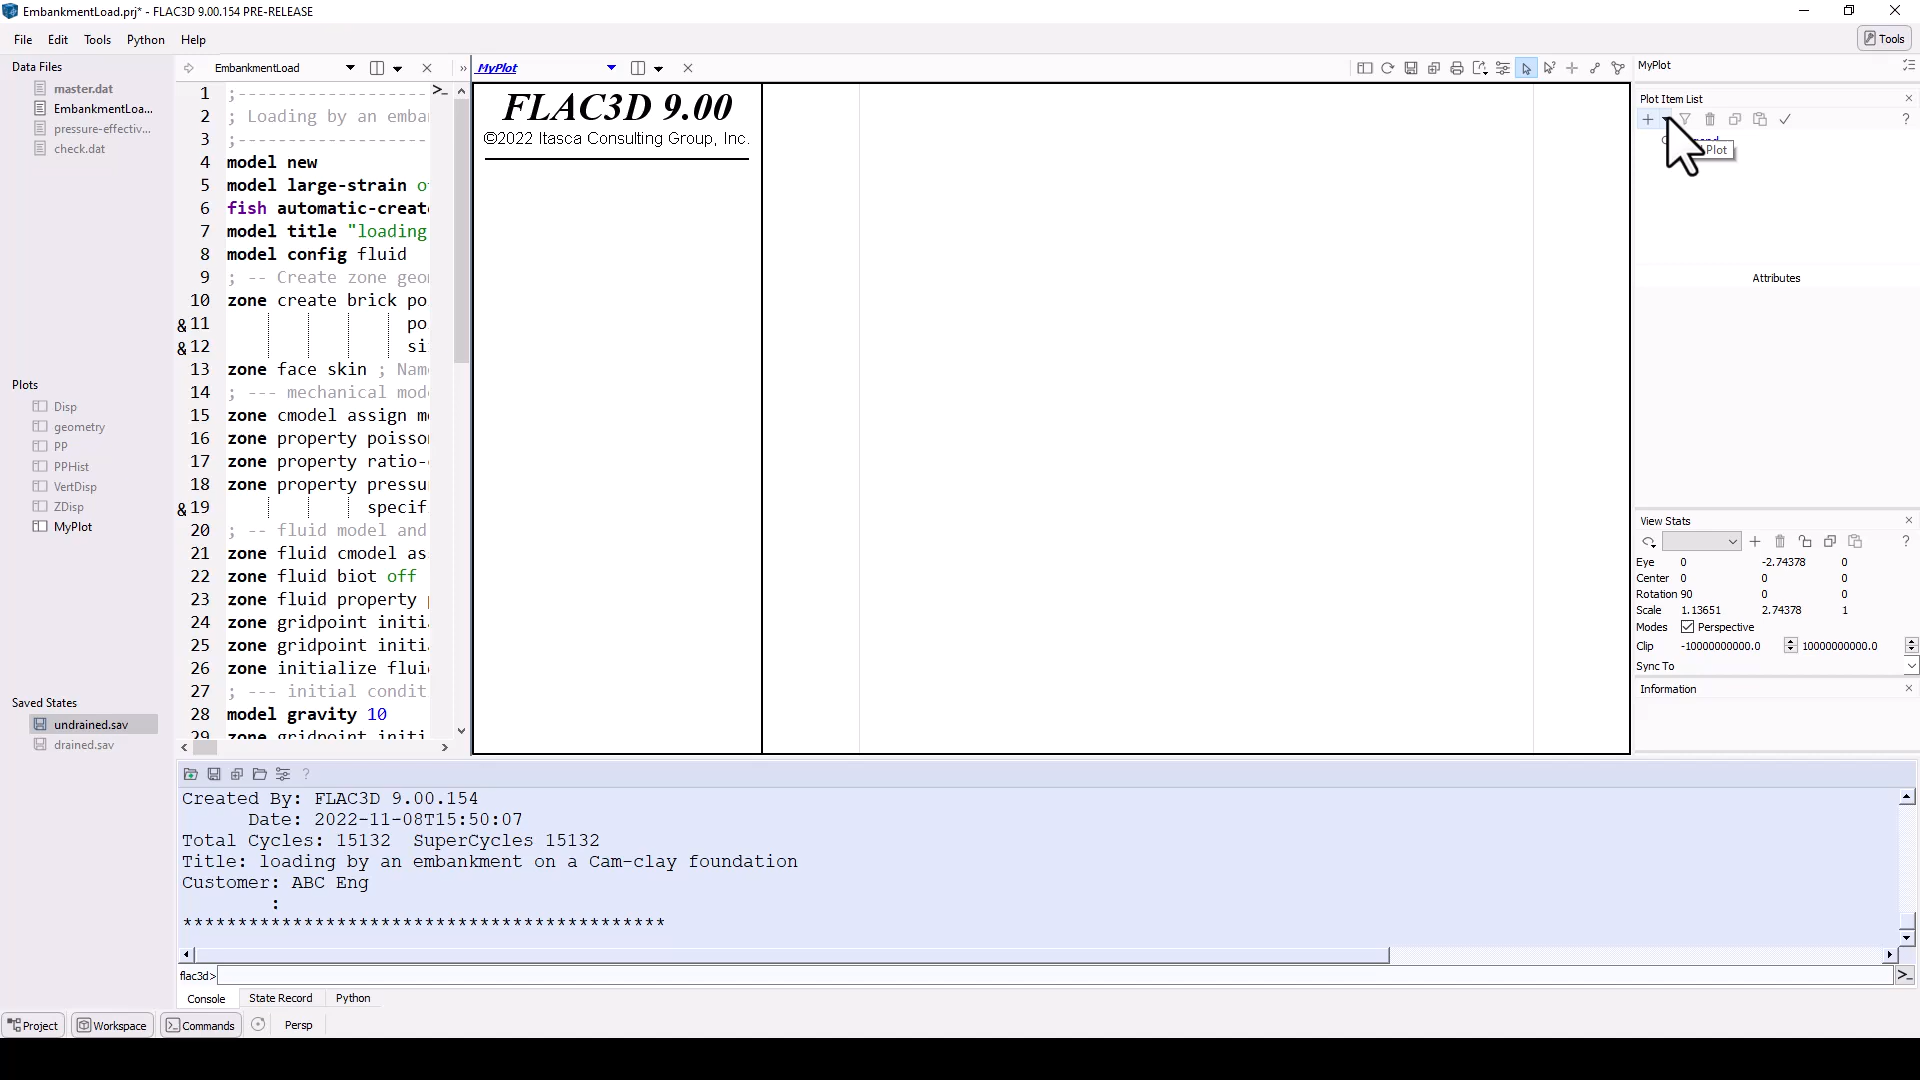 EmbankmentLoad.prj* - FLAC3D 9.00.154 PRE-RELEASE
File Edit Tools Python Help
Tools
Data Files
master.dat
EmbankmentLoa...
pressure-effectiv...
check.dat
Plots
Disp
geometry
PP
PPHist
VertDisp
ZDisp
MyPlot
Saved States
undrained.sav
drained.sav
EmbankmentLoad
1 ;--------------------
2 ; Loading by an emba
3 ;--------------------
4 model new
5 model large-strain o
6 fish automatic-creat
7 model title "loading
8 model config fluid
9 ; -- Create zone geo
10 zone create brick po
&11 po
&12 si
13 zone face skin ; Nam
14 ; --- mechanical mod
15 zone cmodel assign m
16 zone property poisso
17 zone property ratio-
18 zone property pressu
&19 specif
20 ; -- fluid model and
21 zone fluid cmodel as
22 zone fluid biot off
23 zone fluid property p
24 zone gridpoint initi
25 zone gridpoint initi
26 zone initialize flui
27 ; --- initial condit
28 model gravity 10
29 zone gridpoint initi
MyPlot
FLAC3D 9.00
©2022 Itasca Consulting Group, Inc.
MyPlot
Plot Item List
?
Plot
Attributes
View Stats
?
Eye 0 -2.74378 0
Center 0 0 0
Rotation 90 0 0
Scale 1.13651 2.74378 1
Modes Perspective
Clip -10000000000.0 10000000000.0
Sync To
Information
?
Created By: FLAC3D 9.00.154
Date: 2022-11-08T15:50:07
Total Cycles: 15132 SuperCycles 15132
Title: loading by an embankment on a Cam-clay foundation
Customer: ABC Eng
:
********************************************
flac3d>
Console State Record Python
Project Workspace Commands Persp